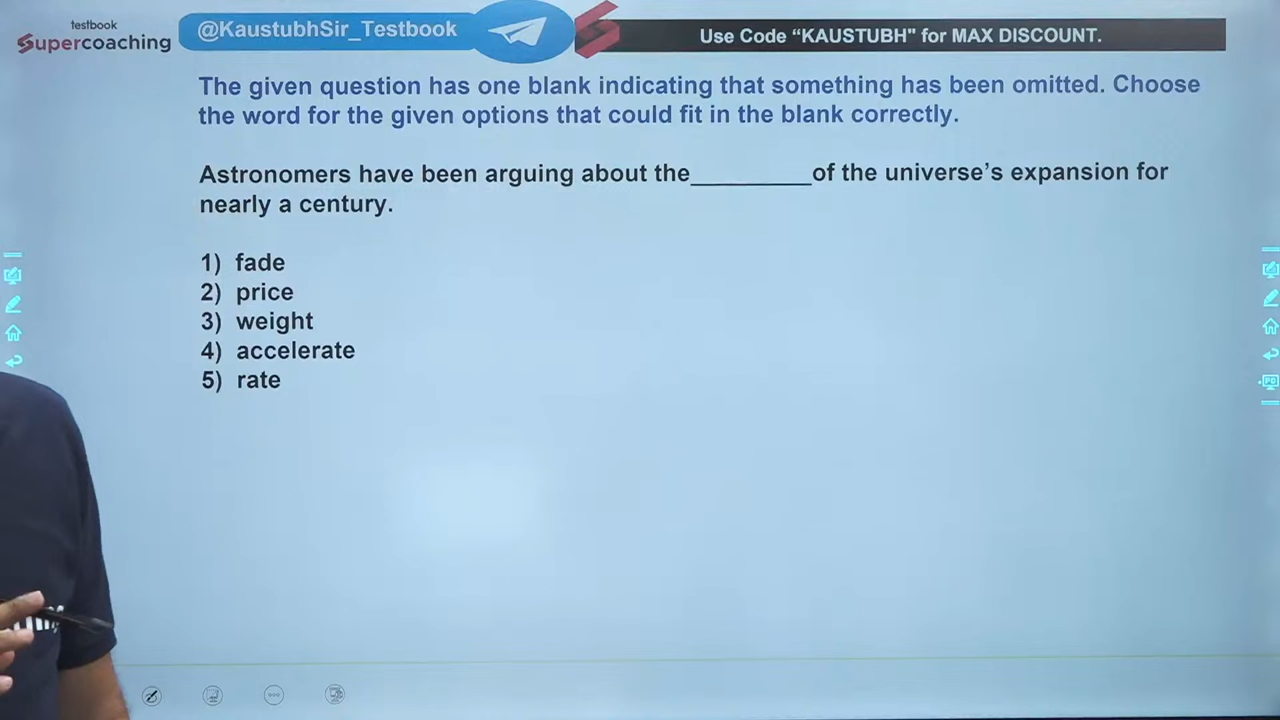 testbook
Supercoaching
@KaustubhSir_Testbook
Use Code “KAUSTUBH" for MAX DISCOUNT.
The given question has one blank indicating that something has been omitted. Choose
the word for the given options that could fit in the blank correctly.
Astronomers have been arguing about the_________of the universe’s expansion for
nearly a century.
1) fade
2) price
3) weight
4) accelerate
5) rate